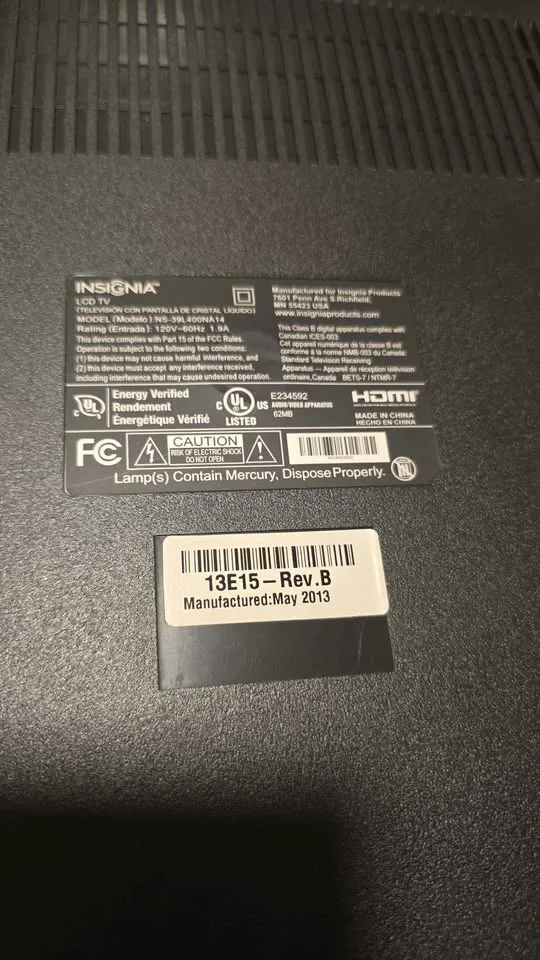 INSIGNIA™
LCD TV
(TELEVISIÓN CON PANTALLA DE CRISTAL LÍQUIDO)
MODEL (Modelo): NS-39L400NA14
Rating (Entrada): 120V~60Hz 1.9A
This device complies with Part 15 of the FCC Rules.
Operation is subject to the following two conditions:
(1) this device may not cause harmful interference, and
(2) this device must accept any interference received,
including interference that may cause undesired operation.
Manufactured for Insignia Products
7601 Penn Ave S.Richfield,
MN 55423 USA
www.insigniaproducts.com
This Class B digital apparatus complies with
Canadian ICES-003.
Cet appareil numérique de la classe B est
conforme à la norme NMB-003 du Canada.
Standard Television Receiving
Apparatus — Appareil de réception télévision
ordinaire,Canada BETS-7 / NTMR-7
UL
Energy Verified
Rendement
Énergétique Vérifié
C UL US
LISTED
E234592
AUDIO/VIDEO APPARATUS
62MB
HDMI
MADE IN CHINA
HECHO EN CHINA
FC
CAUTION
RISK OF ELECTRIC SHOCK
DO NOT OPEN
Lamp(s) Contain Mercury, Dispose Properly.
13E15-Rev.B
Manufactured:May 2013